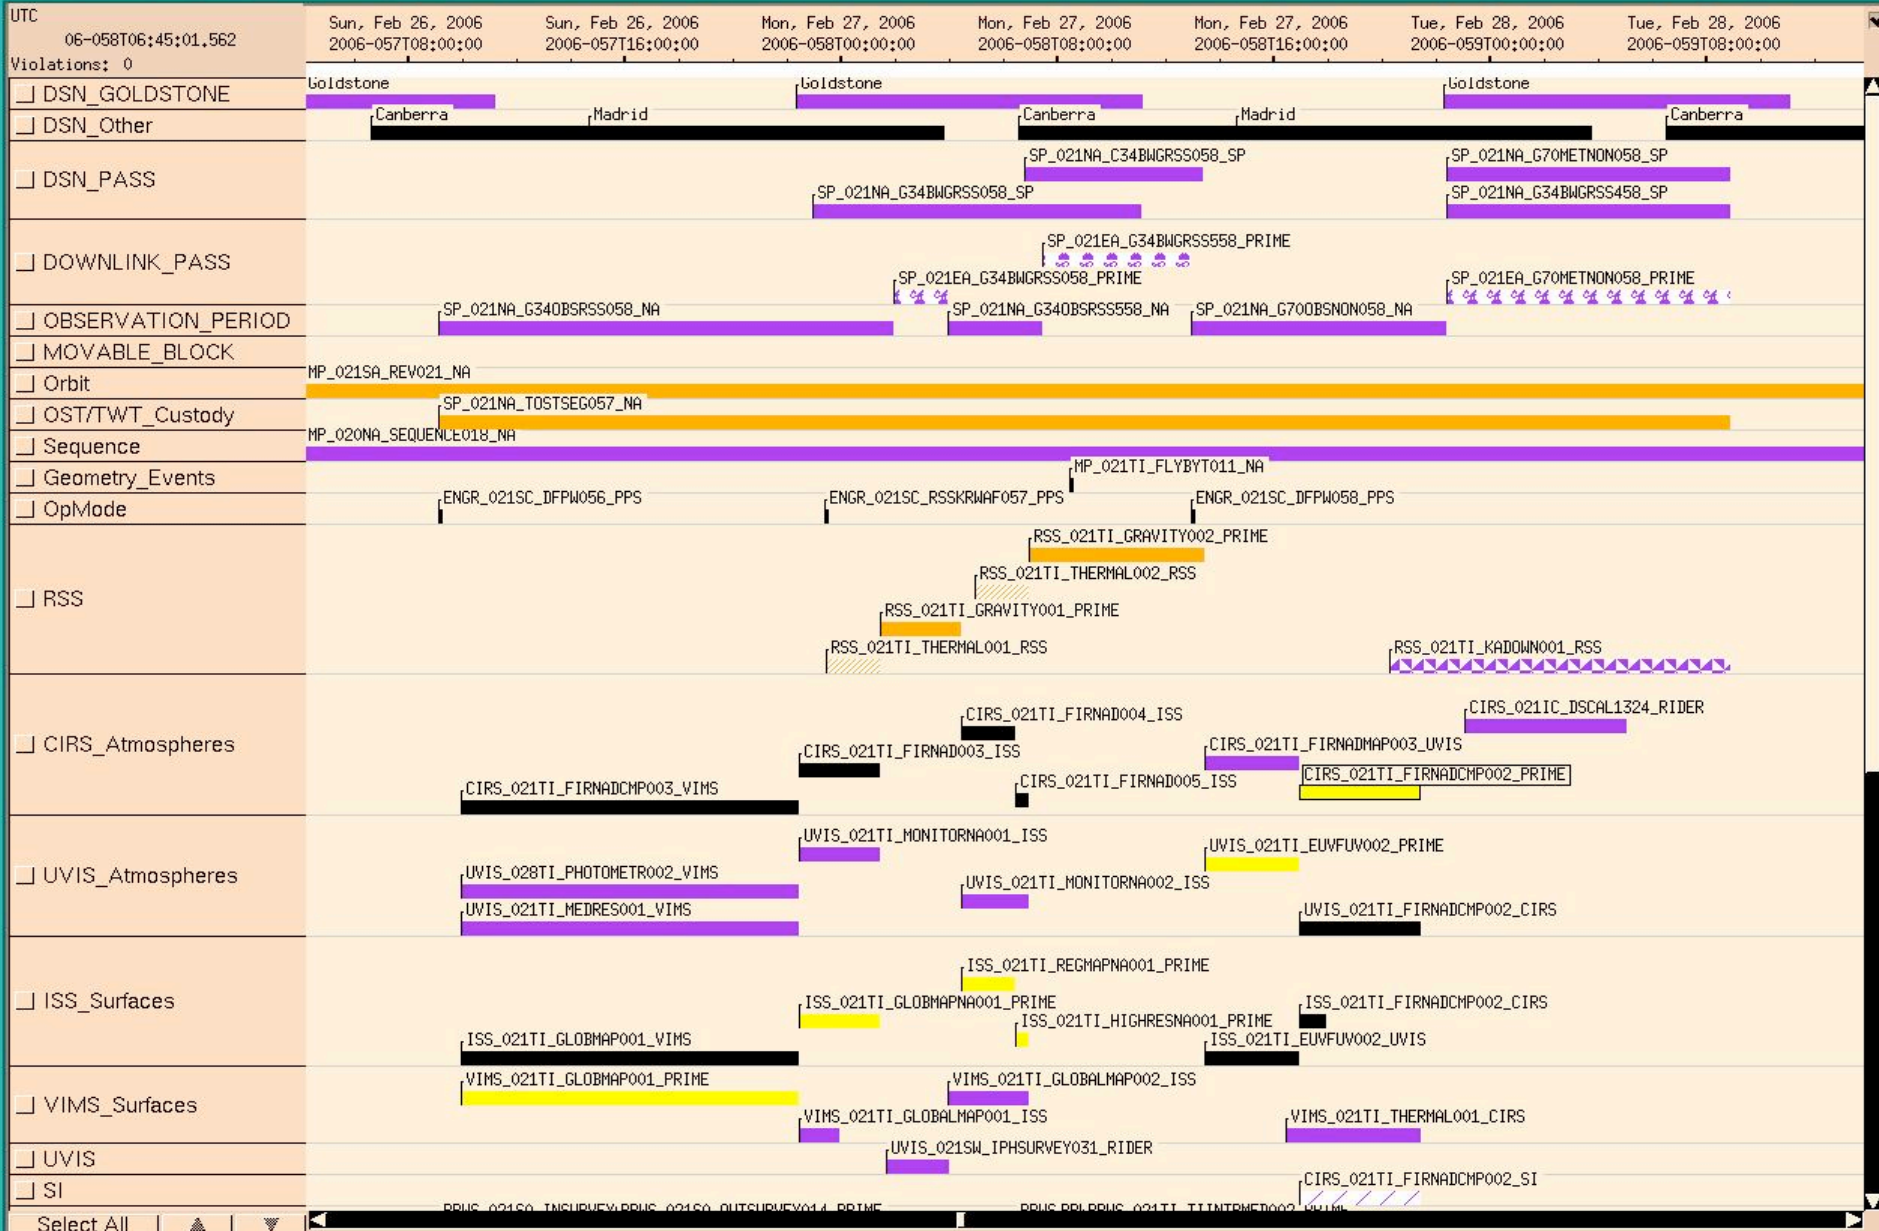 UTC
06-058T06:45:01.562
Violations: 0
Sun, Feb 26, 2006 Sun, Feb 26, 2006 Mon, Feb 27, 2006 Mon, Feb 27, 2006 Mon, Feb 27, 2006 Tue, Feb 28, 2006 Tue, Feb 28, 2006
2006-057T08:00:00 2006-057T16:00:00 2006-058T00:00:00 2006-058T08:00:00 2006-058T16:00:00 2006-059T00:00:00 2006-059T08:00:00
DSN_GOLDSTONE
Goldstone Goldstone Goldstone
DSN_Other
Canberra Madrid Canberra Madrid Canberra
DSN_PASS
SP_021NA_C34BWGRSS058_SP SP_021NA_G70METNON058_SP
SP_021NA_G34BWGRSS058_SP SP_021NA_G34BWGRSS458_SP
DOWNLINK_PASS
SP_021EA_G34BWGRSS558_PRIME
SP_021EA_G34BWGRSS058_PRIME SP_021EA_G70METNON058_PRIME
OBSERVATION_PERIOD
SP_021NA_G34OBSRSS058_NA SP_021NA_G34OBSRSS558_NA SP_021NA_G70OBSNON058_NA
MOVABLE_BLOCK
Orbit
MP_021SA_REV021_NA
OST/TWT_Custody
SP_021NA_TOSTSEG057_NA
Sequence
MP_020NA_SEQUENCE018_NA
Geometry_Events
MP_021TI_FLYBYT011_NA
OpMode
ENGR_021SC_DFPW056_PPS ENGR_021SC_RSSKRWAF057_PPS ENGR_021SC_DFPW058_PPS
RSS
RSS_021TI_GRAVITY002_PRIME
RSS_021TI_THERMAL002_RSS
RSS_021TI_GRAVITY001_PRIME
RSS_021TI_THERMAL001_RSS RSS_021TI_KADOWN001_RSS
CIRS_Atmospheres
CIRS_021IC_DSCAL1324_RIDER
CIRS_021TI_FIRNAD004_ISS
CIRS_021TI_FIRNAD003_ISS CIRS_021TI_FIRNADMAP003_UVIS
CIRS_021TI_FIRNADCMP002_PRIME
CIRS_021TI_FIRNADCMP003_VIMS CIRS_021TI_FIRNAD005_ISS
UVIS_Atmospheres
UVIS_021TI_MONITORNA001_ISS UVIS_021TI_EUVFUV002_PRIME
UVIS_028TI_PHOTOMETR002_VIMS UVIS_021TI_MONITORNA002_ISS
UVIS_021TI_MEDRES001_VIMS UVIS_021TI_FIRNADCMP002_CIRS
ISS_Surfaces
ISS_021TI_REGMAPNA001_PRIME
ISS_021TI_GLOBMAPNA001_PRIME ISS_021TI_FIRNADCMP002_CIRS
ISS_021TI_HIGHRESNA001_PRIME
ISS_021TI_GLOBMAP001_VIMS ISS_021TI_EUVFUV002_UVIS
VIMS_Surfaces
VIMS_021TI_GLOBMAP001_PRIME VIMS_021TI_GLOBALMAP002_ISS
VIMS_021TI_GLOBALMAP001_ISS VIMS_021TI_THERMAL001_CIRS
UVIS
UVIS_021SW_IPHSURVEY031_RIDER
SI
CIRS_021TI_FIRNADCMP002_SI
Select All